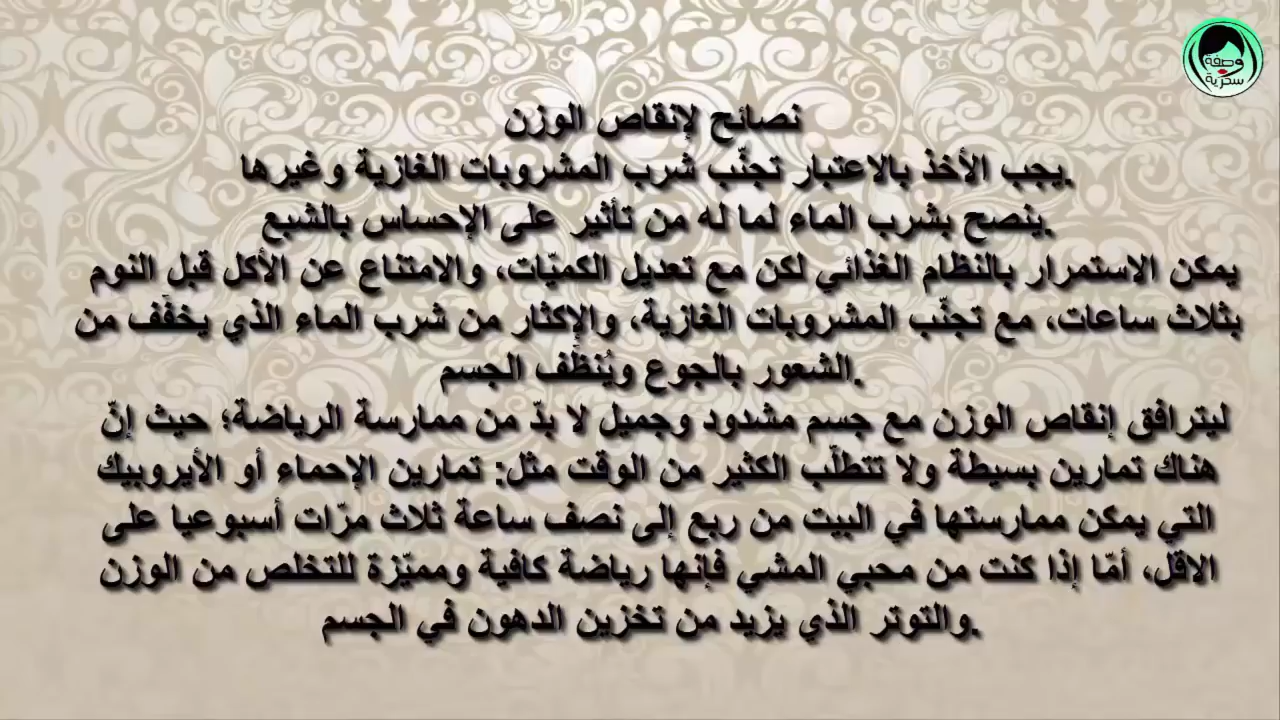 وصفة
سحرية
نصائح لإنقاص الوزن
يجب الأخذ بالاعتبار تجنّب شرب المشروبات الغازية وغيرها.
ينصح بشرب الماء لما له من تأثير على الإحساس بالشبع.
يمكن الاستمرار بالنظام الغذائي لكن مع تعديل الكميّات، والامتناع عن الأكل قبل النوم
بثلاث ساعات، مع تجنّب المشروبات الغازية، والإكثار من شرب الماء الذي يخفّف من
الشعور بالجوع ويُنظّف الجسم.
ليترافق إنقاص الوزن مع جسم مشدود وجميل لا بدّ من ممارسة الرياضة؛ حيث إنّ
هناك تمارين بسيطة ولا تتطلّب الكثير من الوقت مثل: تمارين الإحماء أو الأيروبيك
التي يمكن ممارستها في البيت من ربع إلى نصف ساعة ثلاث مرّات أسبوعيا على
الاقل، أمّا إذا كنت من محبي المشي فإنها رياضة كافية ومميّزة للتخلص من الوزن
والتوتر الذي يزيد من تخزين الدهون في الجسم.